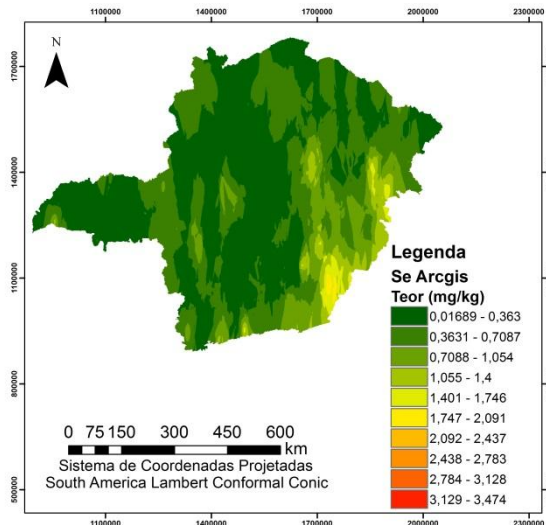 1100000 1400000 1700000 2000000 2300000
N
1700000
1400000
1100000
800000
500000
Legenda
Se Arcgis
Teor (mg/kg)
0,01689 - 0,363
0,3631 - 0,7087
0,7088 - 1,054
1,055 - 1,4
1,401 - 1,746
1,747 - 2,091
2,092 - 2,437
2,438 - 2,783
2,784 - 3,128
3,129 - 3,474
0 75 150 300 450 600
km
Sistema de Coordenadas Projetadas
South America Lambert Conformal Conic
1100000 1400000 1700000 2000000 2300000